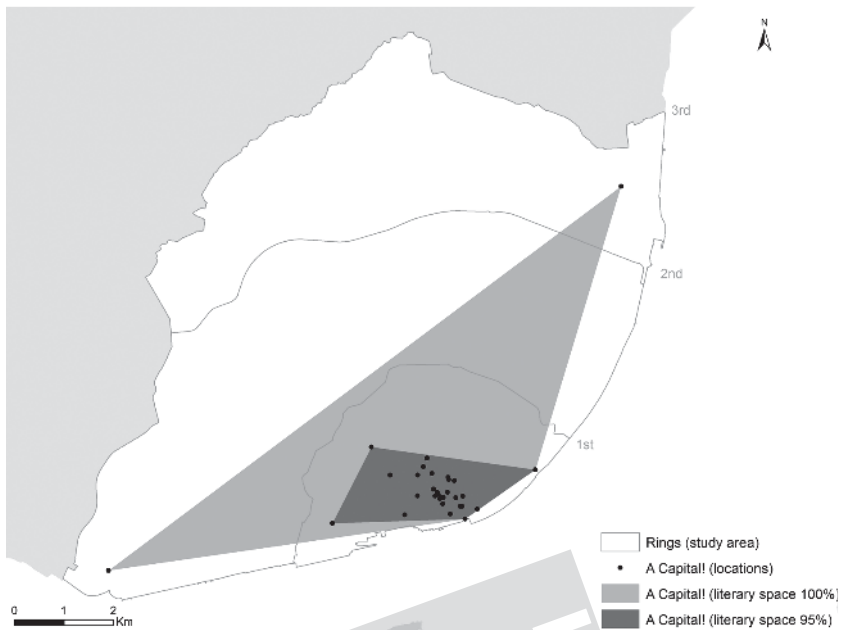 N
3rd
2nd
1st
Rings (study area)
A Capital! (locations)
A Capital! (literary space 100%)
A Capital! (literary space 95%)
0 1 2
Km